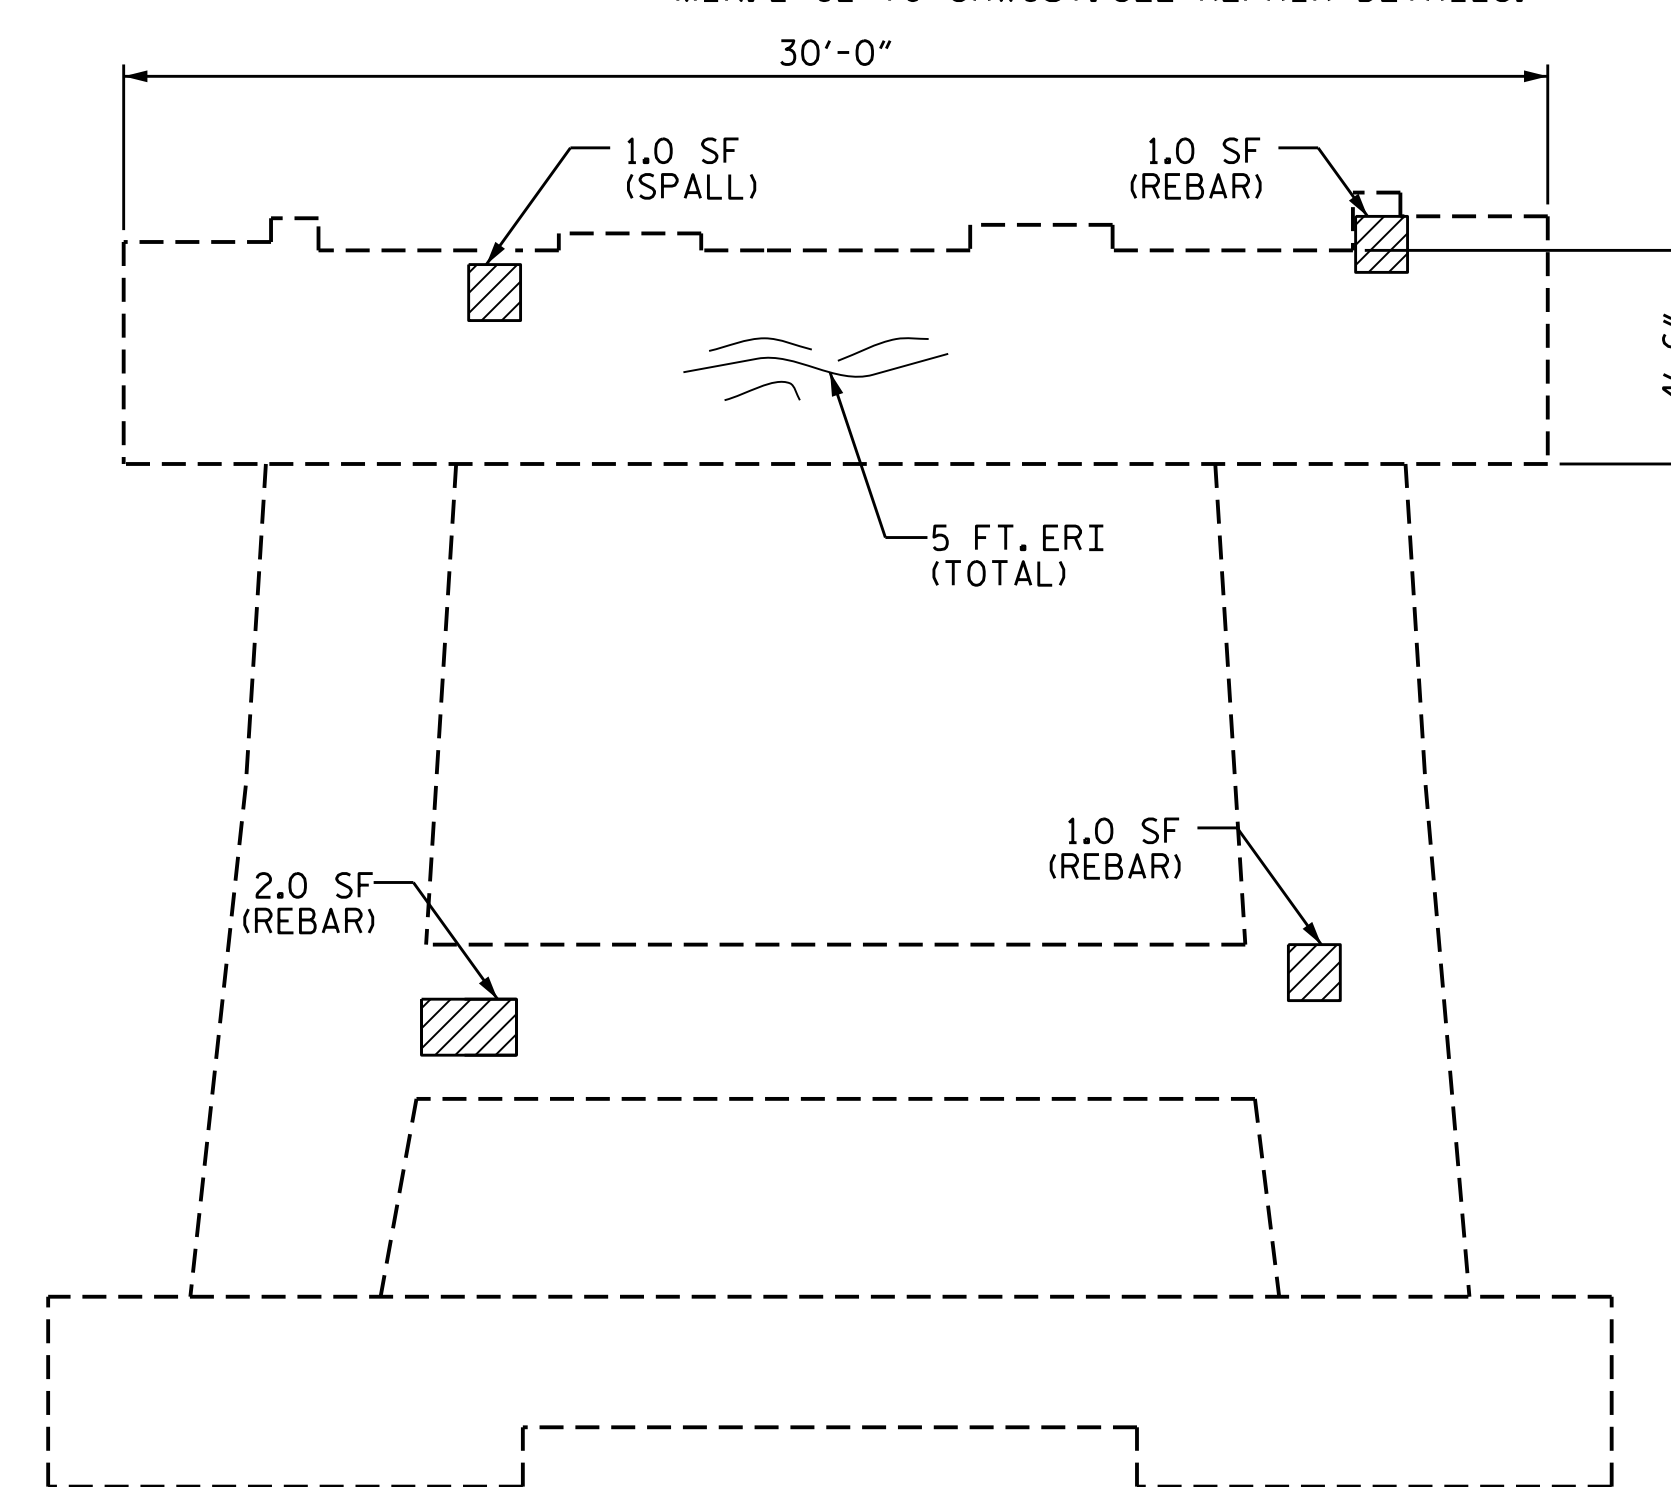 30'-0"
1.0 SF
(SPALL)
1.0 SF
(REBAR)
5 FT. ERI
(TOTAL)
1.0 SF
(REBAR)
2.0 SF
(REBAR)